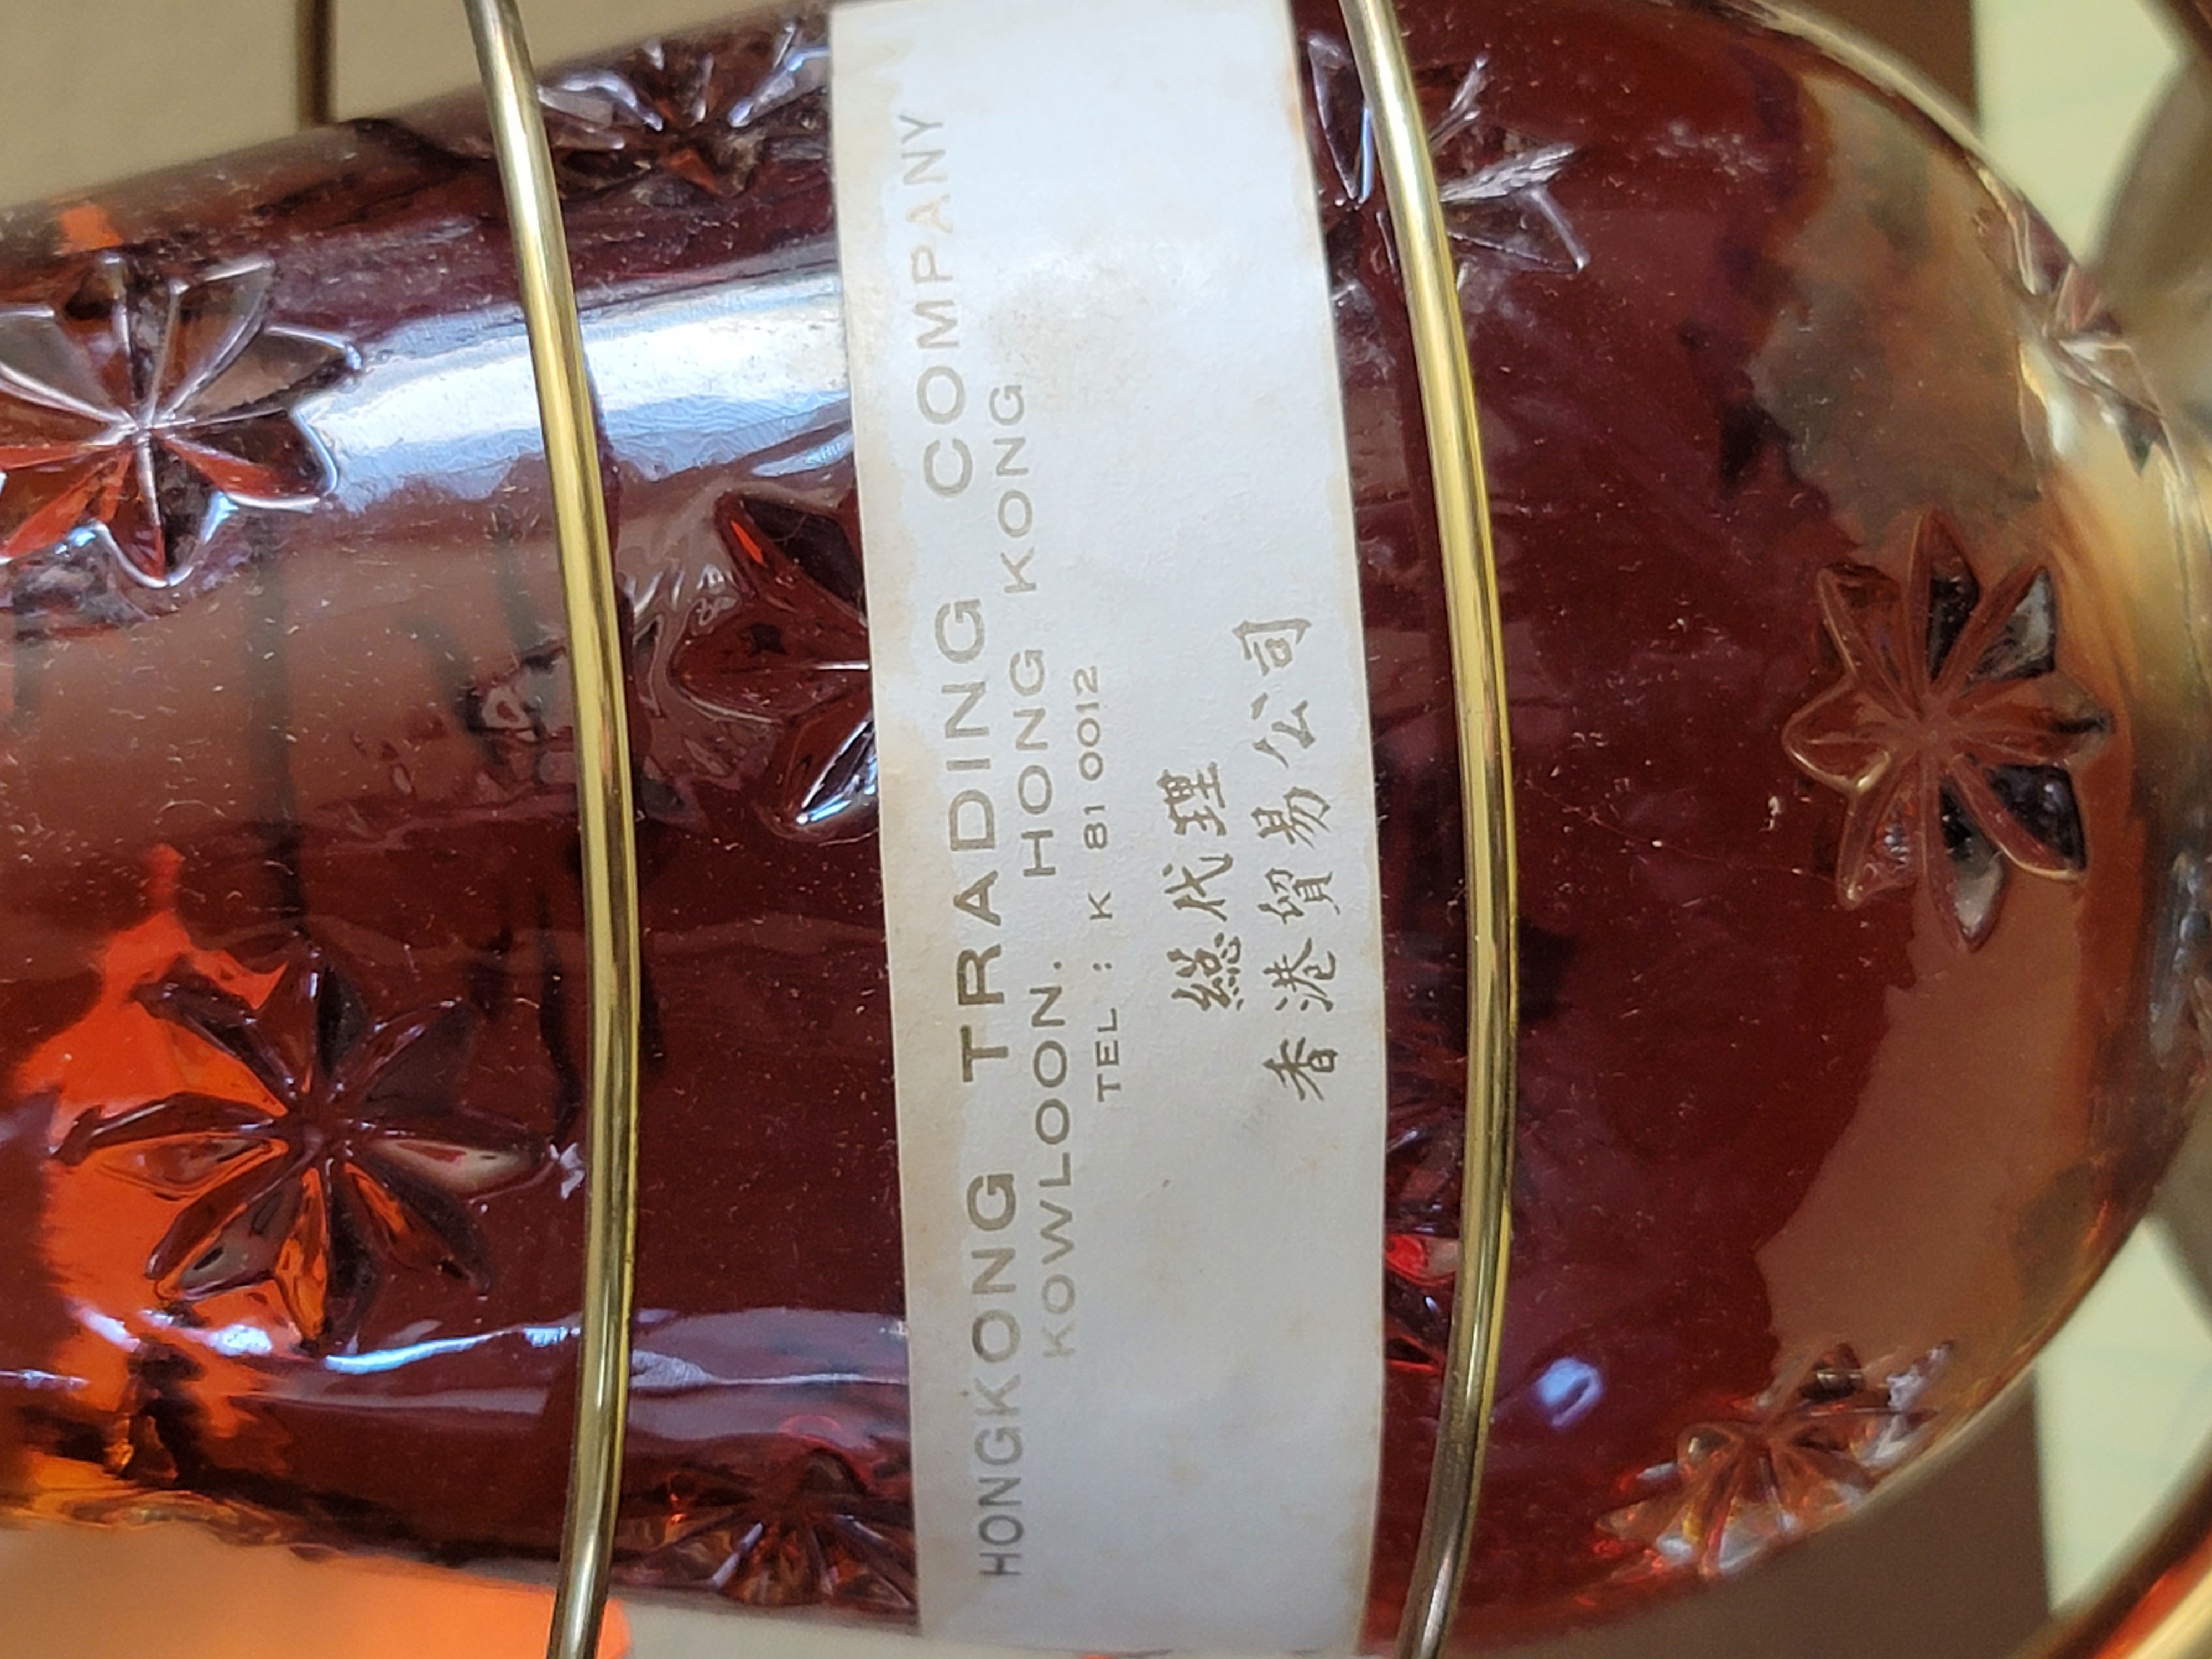 HONGKONG TRADING COMPANY
KOWLOON. HONG KONG
TEL : K 81 0012
總代理
香港貿易公司